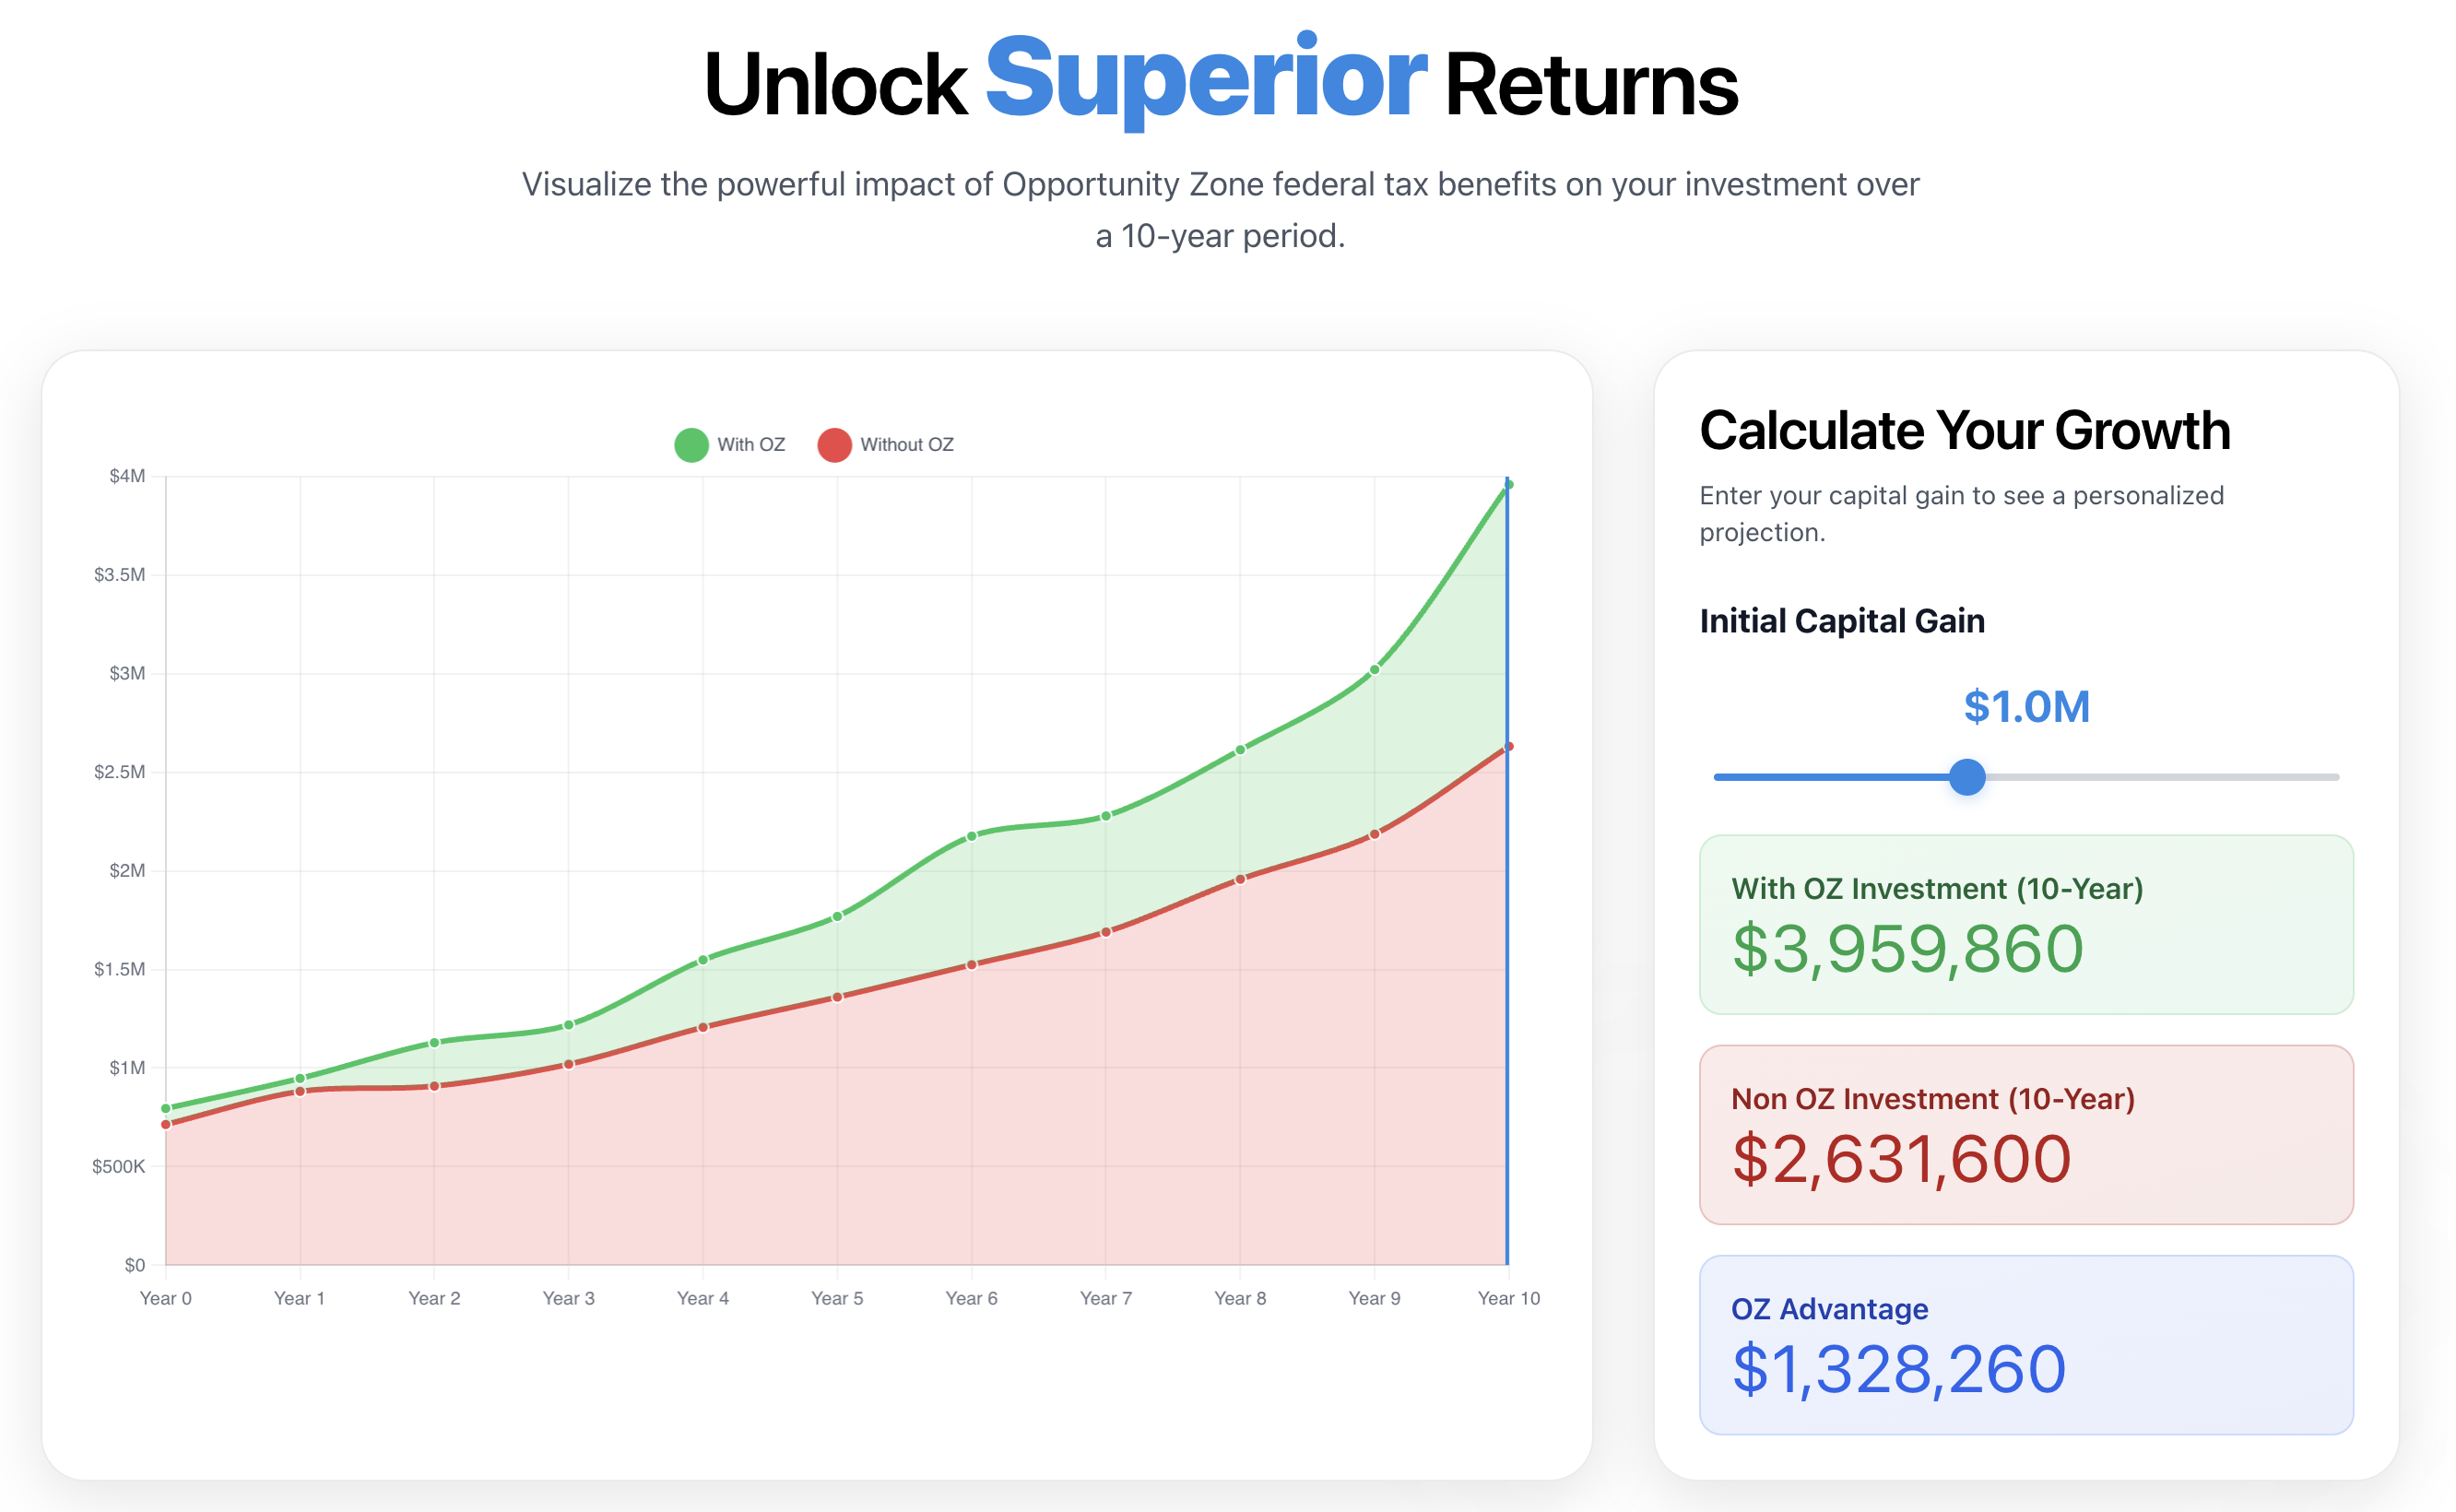 Unlock Superior Returns
Visualize the powerful impact of Opportunity Zone federal tax benefits on your investment over
a 10-year period.
With OZ
Without OZ
$4M
$3.5M
$3M
$2.5M
$2M
$1.5M
$1M
$500K
$0
Year 0
Year 1
Year 2
Year 3
Year 4
Year 5
Year 6
Year 7
Year 8
Year 9
Year 10
Calculate Your Growth
Enter your capital gain to see a personalized
projection.
Initial Capital Gain
$1.0M
With OZ Investment (10-Year)
$3,959,860
Non OZ Investment (10-Year)
$2,631,600
OZ Advantage
$1,328,260